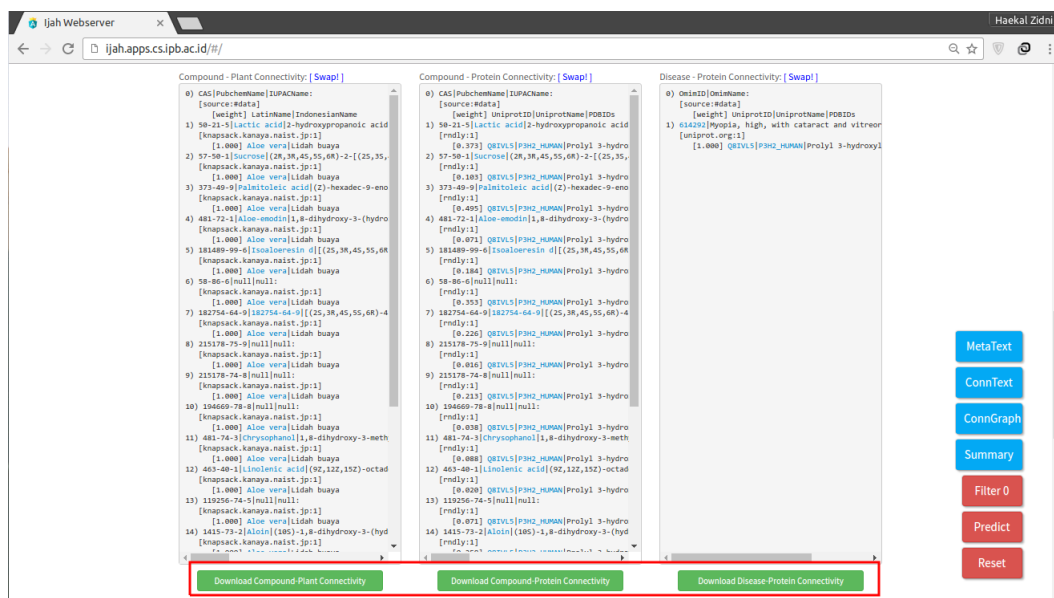 Ijah Webserver
Haekal Zidni
ijah.apps.cs.ipb.ac.id/#/
Compound - Plant Connectivity: [ Swap! ]
0) CAS|PubchemName|IUPACName:
[source:#data]
[weight] LatinName|IndonesianName
1) 50-21-5|Lactic acid|2-hydroxypropanoic acid
[knapsack.kanaya.naist.jp:1]
[1.000] Aloe vera|Lidah buaya
2) 57-50-1|Sucrose|(2R,3R,4S,5S,6R)-2-[(2S,3S,
[knapsack.kanaya.naist.jp:1]
[1.000] Aloe vera|Lidah buaya
3) 373-49-9|Palmitoleic acid|(Z)-hexadec-9-eno
[knapsack.kanaya.naist.jp:1]
[1.000] Aloe vera|Lidah buaya
4) 481-72-1|Aloe-emodin|1,8-dihydroxy-3-(hydro
[knapsack.kanaya.naist.jp:1]
[1.000] Aloe vera|Lidah buaya
5) 181489-99-6|Isoaloeresin d|[(2S,3R,4S,5S,6R
[knapsack.kanaya.naist.jp:1]
[1.000] Aloe vera|Lidah buaya
6) 58-86-6|null|null:
[knapsack.kanaya.naist.jp:1]
[1.000] Aloe vera|Lidah buaya
7) 182754-64-9|182754-64-9|[(2S,3R,4S,5S,6R)-4
[knapsack.kanaya.naist.jp:1]
[1.000] Aloe vera|Lidah buaya
8) 215178-75-9|null|null:
[knapsack.kanaya.naist.jp:1]
[1.000] Aloe vera|Lidah buaya
9) 215178-74-8|null|null:
[knapsack.kanaya.naist.jp:1]
[1.000] Aloe vera|Lidah buaya
10) 194669-78-8|null|null:
[knapsack.kanaya.naist.jp:1]
[1.000] Aloe vera|Lidah buaya
11) 481-74-3|Chrysophanol|1,8-dihydroxy-3-meth
[knapsack.kanaya.naist.jp:1]
[1.000] Aloe vera|Lidah buaya
12) 463-40-1|Linolenic acid|(9Z,12Z,15Z)-octad
[knapsack.kanaya.naist.jp:1]
[1.000] Aloe vera|Lidah buaya
13) 119256-74-5|null|null:
[knapsack.kanaya.naist.jp:1]
[1.000] Aloe vera|Lidah buaya
14) 1415-73-2|Aloin|(10S)-1,8-dihydroxy-3-(hyd
[knapsack.kanaya.naist.jp:1]
Download Compound-Plant Connectivity
Compound - Protein Connectivity: [ Swap! ]
0) CAS|PubchemName|IUPACName:
[source:#data]
[weight] UniprotID|UniprotName|PDBIDs
1) 50-21-5|Lactic acid|2-hydroxypropanoic acid
[rndly:1]
[0.373] Q8IVL5|P3H2_HUMAN|Prolyl 3-hydro
2) 57-50-1|Sucrose|(2R,3R,4S,5S,6R)-2-[(2S,3S,
[rndly:1]
[0.103] Q8IVL5|P3H2_HUMAN|Prolyl 3-hydro
3) 373-49-9|Palmitoleic acid|(Z)-hexadec-9-eno
[rndly:1]
[0.495] Q8IVL5|P3H2_HUMAN|Prolyl 3-hydro
4) 481-72-1|Aloe-emodin|1,8-dihydroxy-3-(hydro
[rndly:1]
[0.071] Q8IVL5|P3H2_HUMAN|Prolyl 3-hydro
5) 181489-99-6|Isoaloeresin d|[(2S,3R,4S,5S,6R
[rndly:1]
[0.184] Q8IVL5|P3H2_HUMAN|Prolyl 3-hydro
6) 58-86-6|null|null:
[rndly:1]
[0.353] Q8IVL5|P3H2_HUMAN|Prolyl 3-hydro
7) 182754-64-9|182754-64-9|[(2S,3R,4S,5S,6R)-4
[rndly:1]
[0.226] Q8IVL5|P3H2_HUMAN|Prolyl 3-hydro
8) 215178-75-9|null|null:
[rndly:1]
[0.016] Q8IVL5|P3H2_HUMAN|Prolyl 3-hydro
9) 215178-74-8|null|null:
[rndly:1]
[0.213] Q8IVL5|P3H2_HUMAN|Prolyl 3-hydro
10) 194669-78-8|null|null:
[rndly:1]
[0.038] Q8IVL5|P3H2_HUMAN|Prolyl 3-hydro
11) 481-74-3|Chrysophanol|1,8-dihydroxy-3-meth
[rndly:1]
[0.088] Q8IVL5|P3H2_HUMAN|Prolyl 3-hydro
12) 463-40-1|Linolenic acid|(9Z,12Z,15Z)-octad
[rndly:1]
[0.020] Q8IVL5|P3H2_HUMAN|Prolyl 3-hydro
13) 119256-74-5|null|null:
[rndly:1]
[0.071] Q8IVL5|P3H2_HUMAN|Prolyl 3-hydro
14) 1415-73-2|Aloin|(10S)-1,8-dihydroxy-3-(hyd
[rndly:1]
Download Compound-Protein Connectivity
Disease - Protein Connectivity: [ Swap! ]
0) OmimID|OmimName:
[source:#data]
[weight] UniprotID|UniprotName|PDBIDs
1) 614292|Myopia, high, with cataract and vitreor
[uniprot.org:1]
[1.000] Q8IVL5|P3H2_HUMAN|Prolyl 3-hydroxyl
Download Disease-Protein Connectivity
MetaText
ConnText
ConnGraph
Summary
Filter 0
Predict
Reset